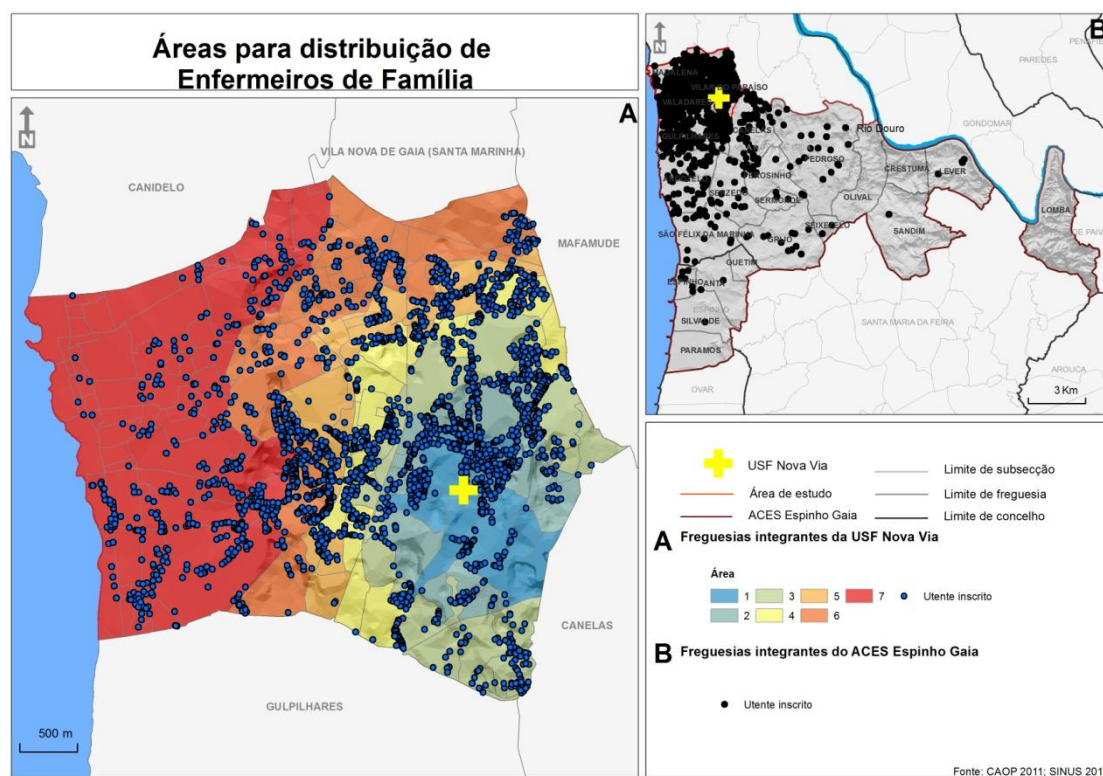 Áreas para distribuição de
Enfermeiros de Família
A
N
VILA NOVA DE GAIA (SANTA MARINHA)
CANIDELO
MAFAMUDE
CANELAS
GULPILHARES
500 m
B
N
PAREDES
GONDOMAR
VILAR DO PARAÍSO
VALADARES
GULPILHARES
Rio Douro
PEDROSO
CRESTUMA
LEVER
SERZEDO
SERMONDE
OLIVAL
LOMBA
SÃO FÉLIX DA MARINHA
GRIJÓ
SEIXEZELO
SANDIM
GUETIM
ESPINHO
ANTA
ESPINHO
SILVALDE
SANTA MARIA DA FEIRA
PARAMOS
AROUCA
OVAR
3 Km
USF Nova Via
Limite de subsecção
Área de estudo
Limite de freguesia
ACES Espinho Gaia
Limite de concelho
A Freguesias integrantes da USF Nova Via
Área
1 3 5 7 Utente inscrito
2 4 6
B Freguesias integrantes do ACES Espinho Gaia
Utente inscrito
Fonte: CAOP 2011; SINUS 201